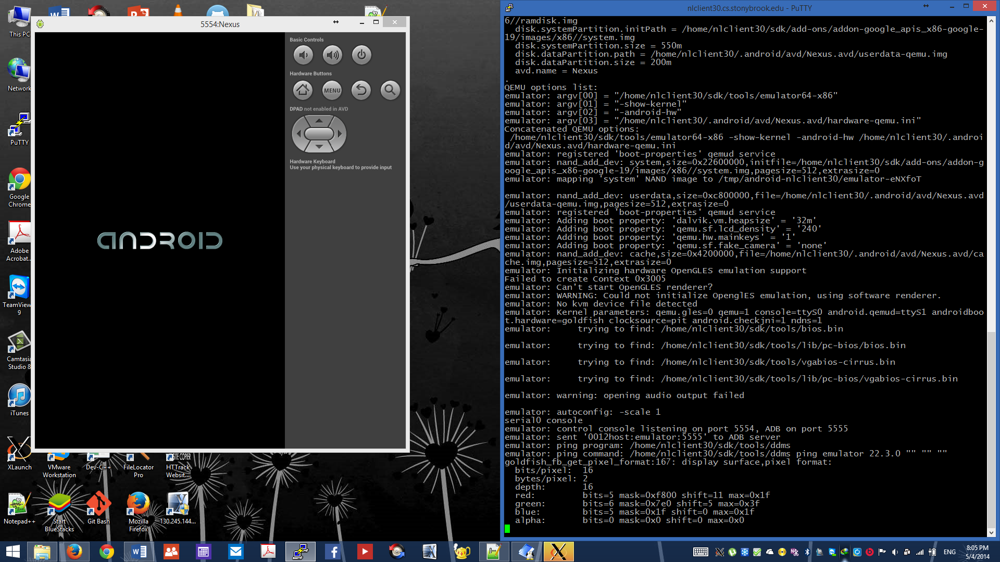 This PC
Network
PuTTY
Google
Chrome
Adobe
Acrobat...
TeamView
9
Camtasia
Studio 8
iTunes
XLaunch
VMware
Workstation
Dev-C++
FileLocator
Pro
HTTrack
Websit...
Notepad++
Start
BlueStacks
Git Bash
Mozilla
Firefox
130.245.144...
5554:Nexus
Basic Controls
Hardware Buttons
MENU
DPAD not enabled in AVD
Hardware Keyboard
Use your physical keyboard to provide input
ANDROID
nlclient30.cs.stonybrook.edu - PuTTY
6//ramdisk.img
disk.systemPartition.initPath = /home/nlclient30/sdk/add-ons/addon-google_apis_x86-google-
19/images/x86//system.img
disk.systemPartition.size = 550m
disk.dataPartition.path = /home/nlclient30/.android/avd/Nexus.avd/userdata-qemu.img
disk.dataPartition.size = 200m
avd.name = Nexus
.
QEMU options list:
emulator: argv[00] = "/home/nlclient30/sdk/tools/emulator64-x86"
emulator: argv[01] = "-show-kernel"
emulator: argv[02] = "-android-hw"
emulator: argv[03] = "/home/nlclient30/.android/avd/Nexus.avd/hardware-qemu.ini"
Concatenated QEMU options:
/home/nlclient30/sdk/tools/emulator64-x86 -show-kernel -android-hw /home/nlclient30/.androi
d/avd/Nexus.avd/hardware-qemu.ini
emulator: registered 'boot-properties' qemud service
emulator: nand_add_dev: system,size=0x22600000,initfile=/home/nlclient30/sdk/add-ons/addon-g
oogle_apis_x86-google-19/images/x86//system.img,pagesize=512,extrasize=0
emulator: mapping 'system' NAND image to /tmp/android-nlclient30/emulator-eNXfoT
emulator: nand_add_dev: userdata,size=0xc800000,file=/home/nlclient30/.android/avd/Nexus.avd
/userdata-qemu.img,pagesize=512,extrasize=0
emulator: registered 'boot-properties' qemud service
emulator: Adding boot property: 'dalvik.vm.heapsize' = '32m'
emulator: Adding boot property: 'qemu.sf.lcd_density' = '240'
emulator: Adding boot property: 'qemu.hw.mainkeys' = '1'
emulator: Adding boot property: 'qemu.sf.fake_camera' = 'none'
emulator: nand_add_dev: cache,size=0x4200000,file=/home/nlclient30/.android/avd/Nexus.avd/ca
che.img,pagesize=512,extrasize=0
emulator: Initializing hardware OpenGLES emulation support
Failed to create Context 0x3005
emulator: Can't start OpenGLES renderer?
emulator: WARNING: Could not initialize OpenglES emulation, using software renderer.
emulator: No kvm device file detected
emulator: Kernel parameters: qemu.gles=0 qemu=1 console=ttyS0 android.qemud=ttyS1 androidboo
t.hardware=goldfish clocksource=pit android.checkjni=1 ndns=1
emulator: trying to find: /home/nlclient30/sdk/tools/bios.bin
emulator: trying to find: /home/nlclient30/sdk/tools/lib/pc-bios/bios.bin
emulator: trying to find: /home/nlclient30/sdk/tools/vgabios-cirrus.bin
emulator: trying to find: /home/nlclient30/sdk/tools/lib/pc-bios/vgabios-cirrus.bin
emulator: warning: opening audio output failed
emulator: autoconfig: -scale 1
serial0 console
emulator: control console listening on port 5554, ADB on port 5555
emulator: sent '0012host:emulator:5555' to ADB server
emulator: ping program: /home/nlclient30/sdk/tools/ddms
emulator: ping command: /home/nlclient30/sdk/tools/ddms ping emulator 22.3.0 "" "" ""
goldfish_fb_get_pixel_format:167: display surface,pixel format:
bits/pixel: 16
bytes/pixel: 2
depth: 16
red: bits=5 mask=0xf800 shift=11 max=0x1f
green: bits=6 mask=0x7e0 shift=5 max=0x3f
blue: bits=5 mask=0x1f shift=0 max=0x1f
alpha: bits=0 mask=0x0 shift=0 max=0x0
ENG
8:05 PM
5/4/2014